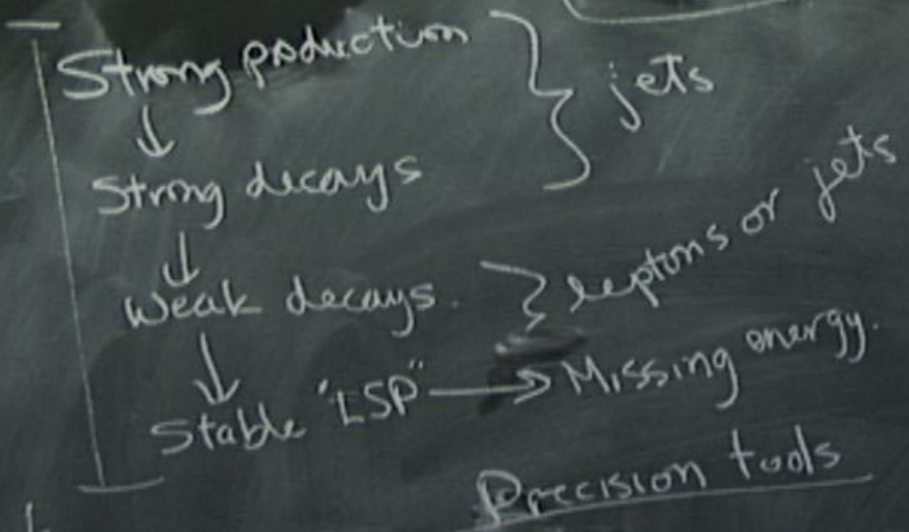 Strong production } jets
↓
Strong decays
↓
Weak decays. } leptons or jets
↓
Stable "LSP" → Missing energy.
Precision tools